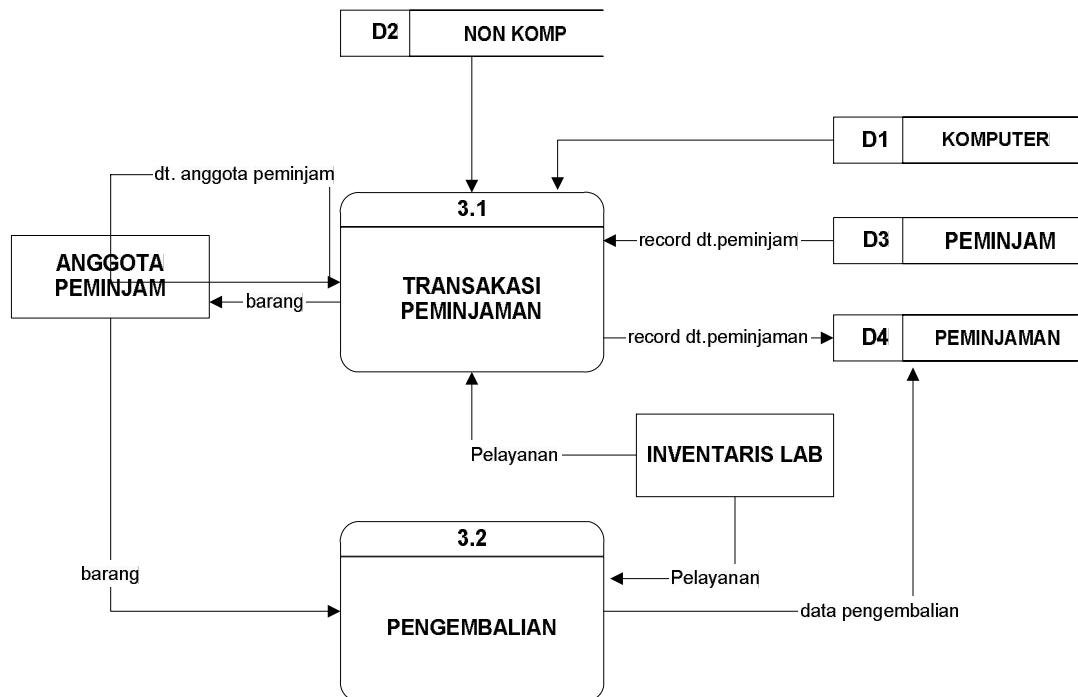 D2 NON KOMP
D1 KOMPUTER
dt. anggota peminjam
3.1
record dt.peminjam
D3 PEMINJAM
ANGGOTA
PEMINJAM
TRANSAKASI
PEMINJAMAN
barang
record dt.peminjaman
D4 PEMINJAMAN
Pelayanan
INVENTARIS LAB
3.2
barang
Pelayanan
data pengembalian
PENGEMBALIAN